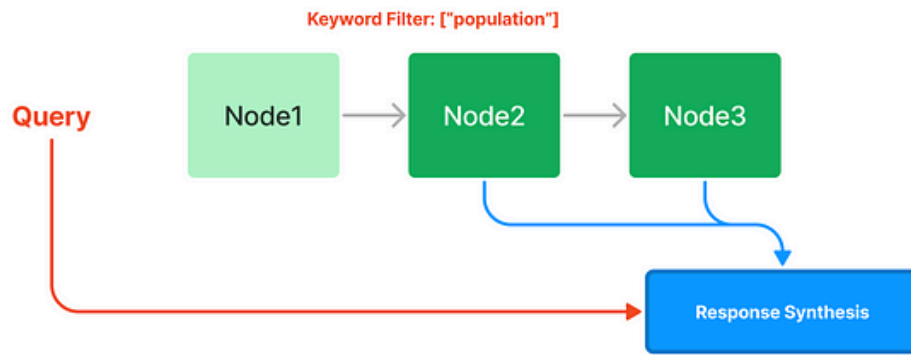 Keyword Filter: ["population"]
Query
Node1
Node2
Node3
Response Synthesis